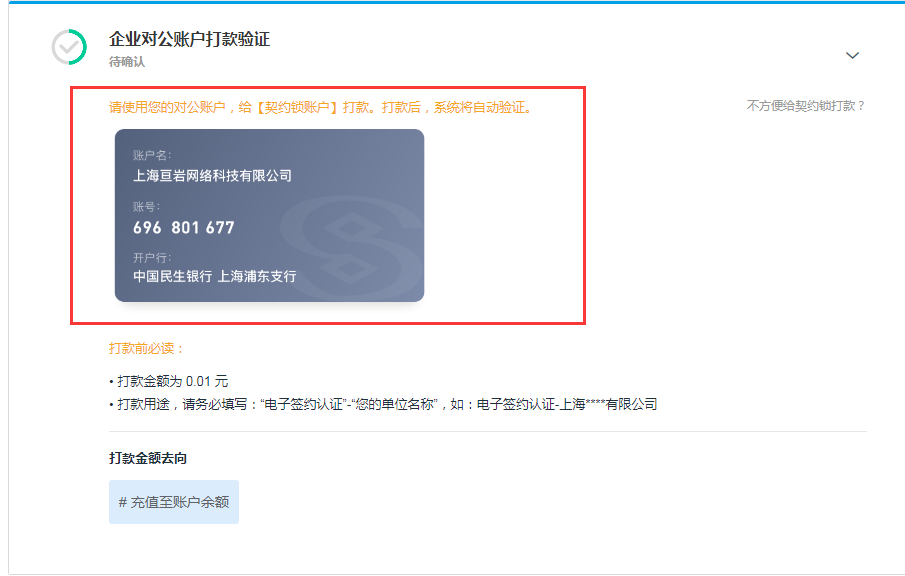 企业对公账户打款验证
待确认
请使用您的对公账户，给【契约锁账户】打款。打款后，系统将自动验证。
不方便给契约锁打款？
账户名:
上海亘岩网络科技有限公司
账号:
696 801 677
开户行:
中国民生银行 上海浦东支行
打款前必读：
• 打款金额为 0.01 元
• 打款用途，请务必填写：“电子签约认证”-“您的单位名称”，如：电子签约认证-上海****有限公司
打款金额去向
# 充值至账户余额